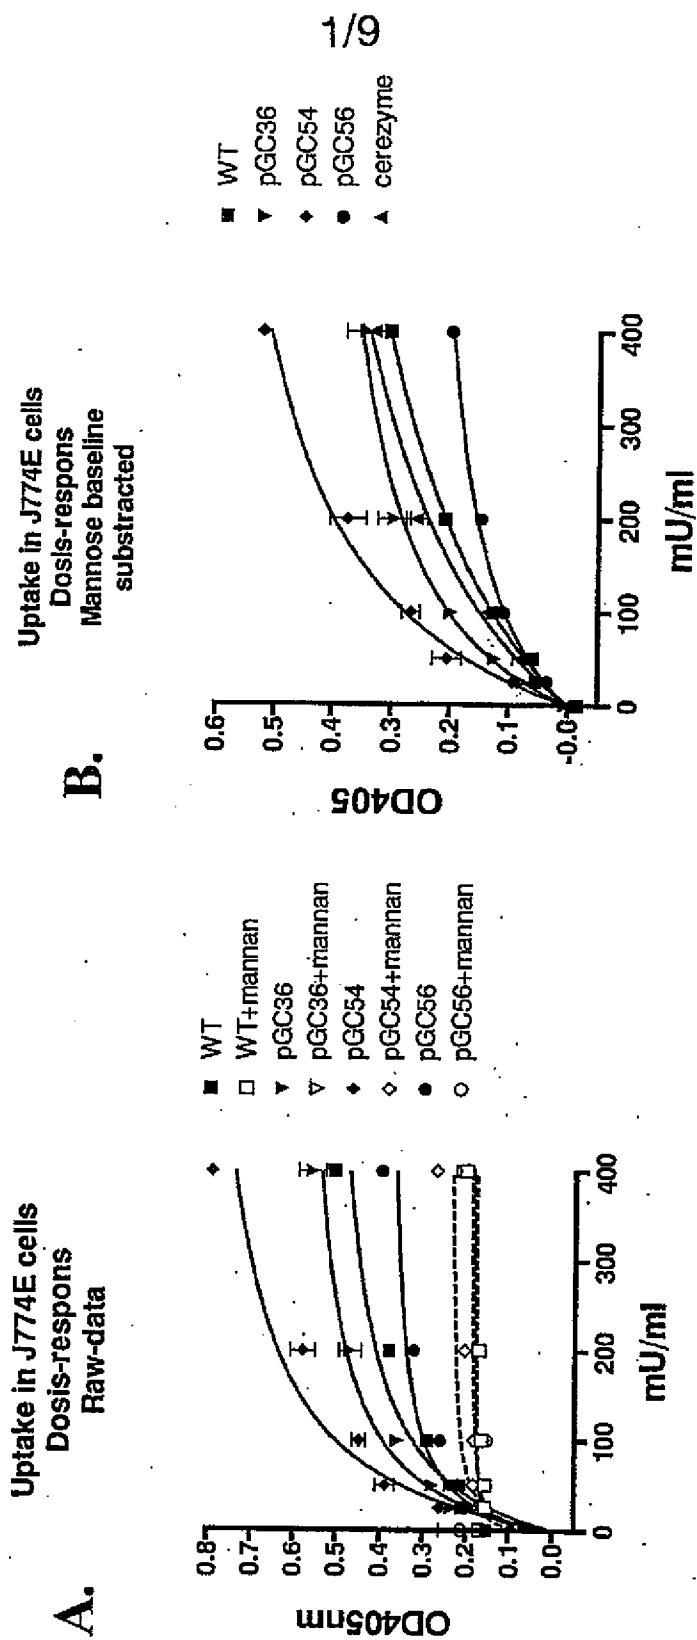 1/9
A.
Uptake in J774E cells
Dosis-respons
Raw-data
OD405nm
0.8
0.7
0.6
0.5
0.4
0.3
0.2
0.1
0.0
0 100 200 300 400
mU/ml
WT
WT+mannan
pGC36
pGC36+mannan
pGC54
pGC54+mannan
pGC56
pGC56+mannan
B.
Uptake in J774E cells
Dosis-respons
Mannose baseline
substracted
OD405
0.6
0.5
0.4
0.3
0.2
0.1
-0.0
0 100 200 300 400
mU/ml
WT
pGC36
pGC54
pGC56
cerezyme